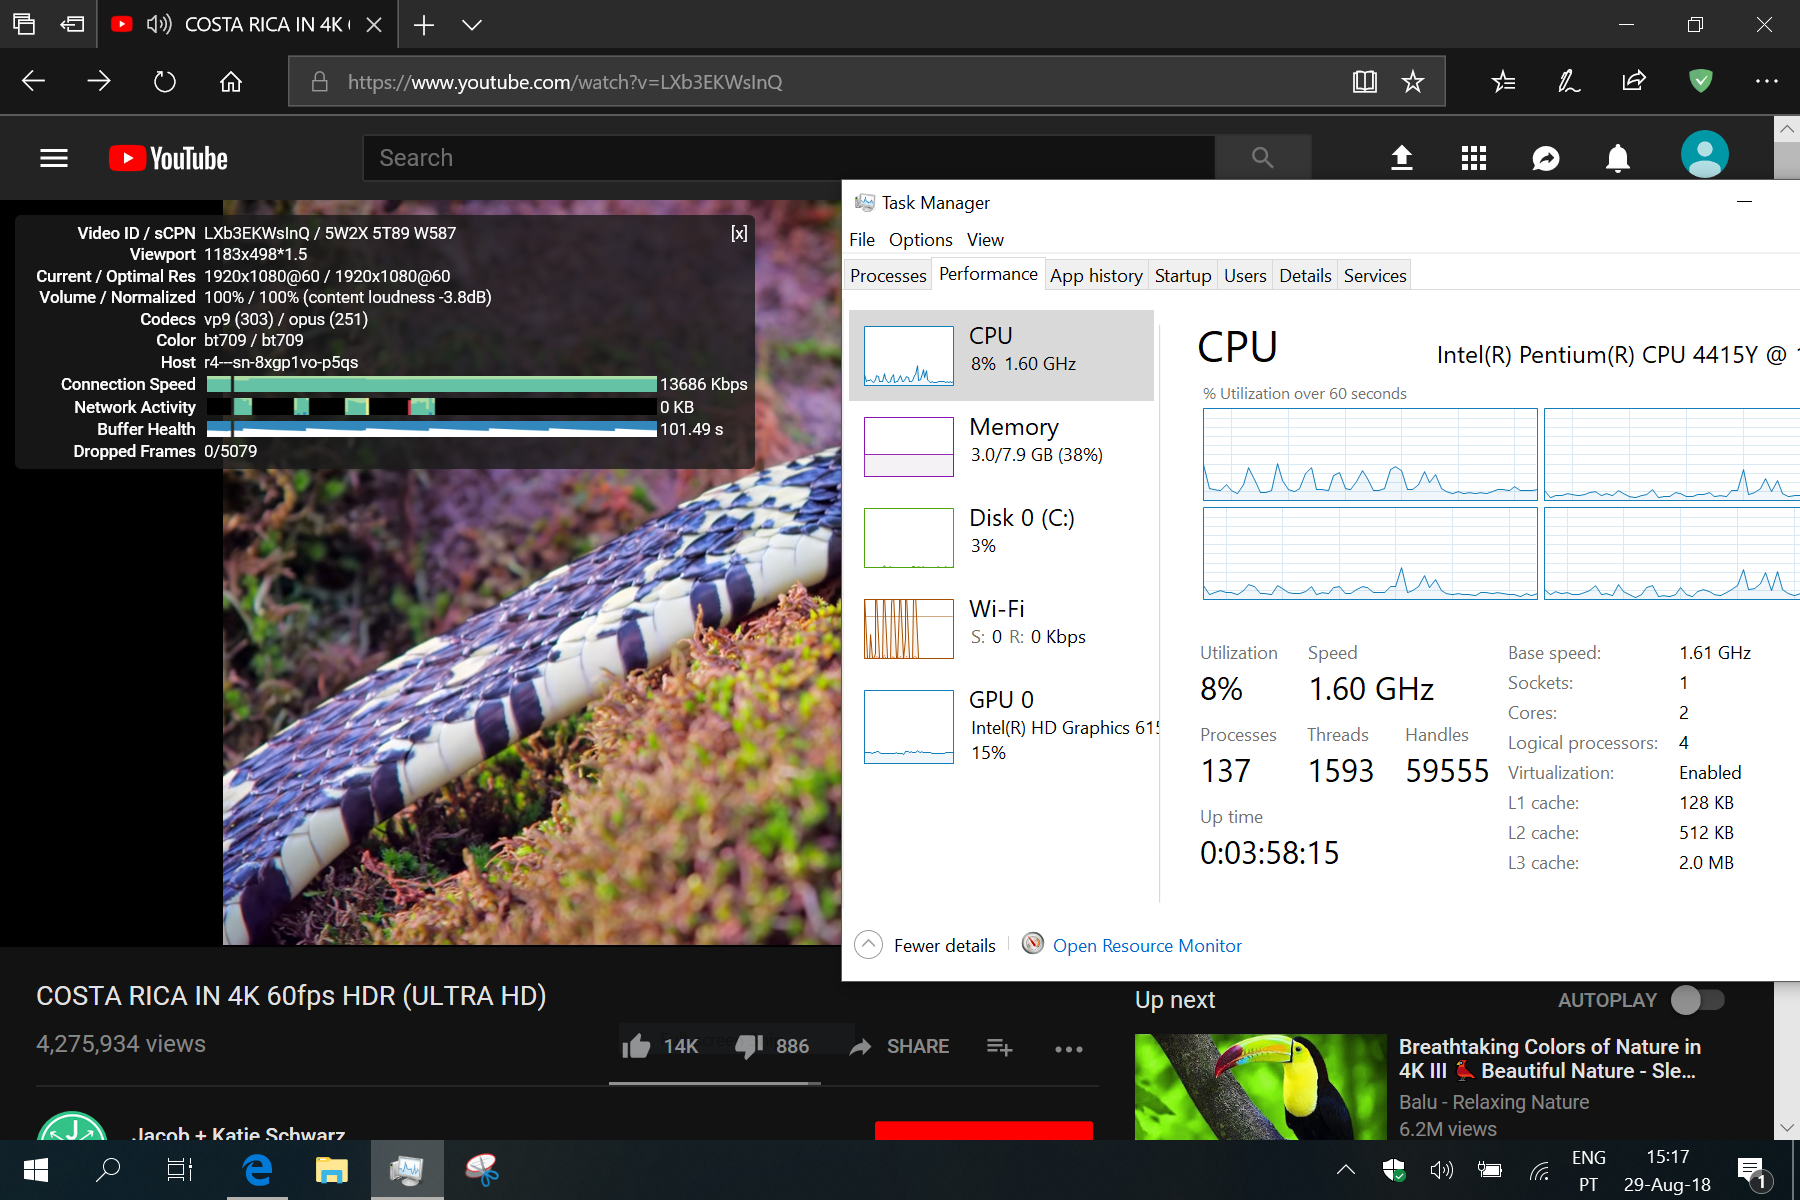 COSTA RICA IN 4K
https://www.youtube.com/watch?v=LXb3EKWsInQ
YouTube
Search
Video ID / sCPN LXb3EKWsInQ / 5W2X 5T89 W587 [x]
Viewport 1183x498*1.5
Current / Optimal Res 1920x1080@60 / 1920x1080@60
Volume / Normalized 100% / 100% (content loudness -3.8dB)
Codecs vp9 (303) / opus (251)
Color bt709 / bt709
Host r4---sn-8xgp1vo-p5qs
Connection Speed 13686 Kbps
Network Activity 0 KB
Buffer Health 101.49 s
Dropped Frames 0/5079
Task Manager
File Options View
Processes Performance App history Startup Users Details Services
CPU
8% 1.60 GHz
Memory
3.0/7.9 GB (38%)
Disk 0 (C:)
3%
Wi-Fi
S: 0 R: 0 Kbps
GPU 0
Intel(R) HD Graphics 615
15%
CPU Intel(R) Pentium(R) CPU 4415Y @
% Utilization over 60 seconds
Utilization Speed
8% 1.60 GHz
Processes Threads Handles
137 1593 59555
Up time
0:03:58:15
Base speed: 1.61 GHz
Sockets: 1
Cores: 2
Logical processors: 4
Virtualization: Enabled
L1 cache: 128 KB
L2 cache: 512 KB
L3 cache: 2.0 MB
Fewer details Open Resource Monitor
COSTA RICA IN 4K 60fps HDR (ULTRA HD)
4,275,934 views
14K 886 SHARE
Jacob + Katie Schwarz
Up next AUTOPLAY
Breathtaking Colors of Nature in
4K III 💃 Beautiful Nature - Sle...
Balu - Relaxing Nature
6.2M views
ENG
PT
15:17
29-Aug-18
1